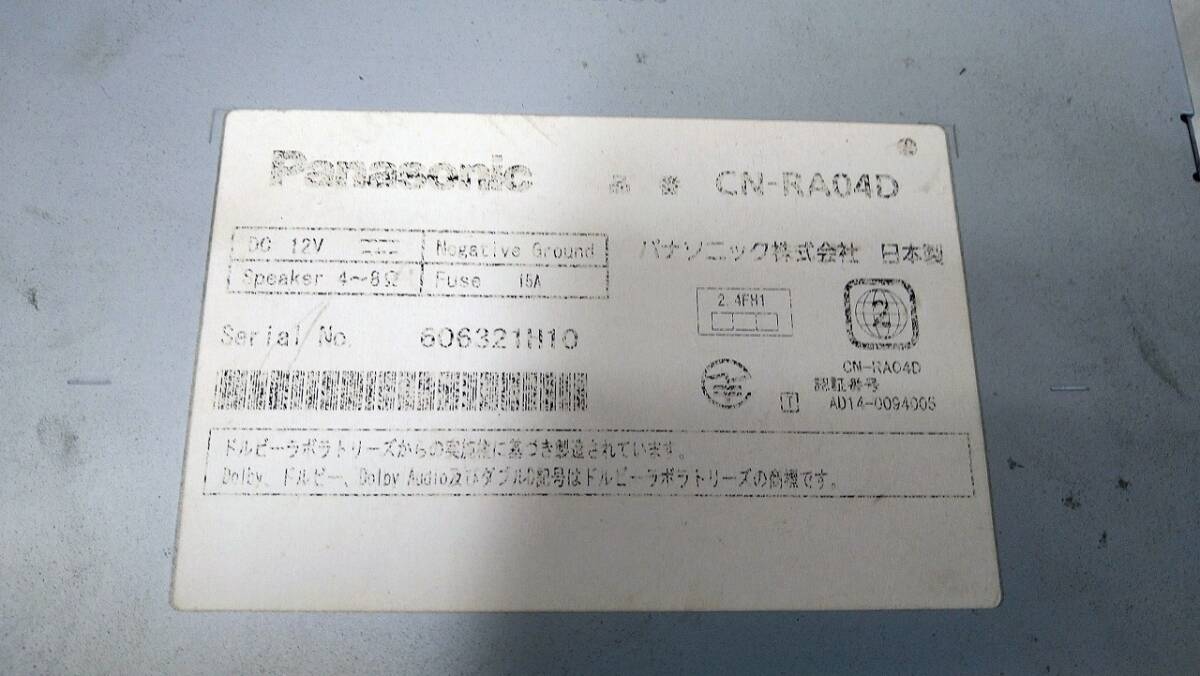 Panasonic 品番 CN-RA04D
DC 12V Negative Ground
Speaker 4〜8Ω Fuse 15A
パナソニック株式会社 日本製
2.4FH1
2
Serial No. 606321H10
CN-RA04D
認証番号
T AD14-0094006
ドルビーラボラトリーズからの実施権に基づき製造されています。
Dolby、ドルビー、Dolby Audio及びダブルD記号はドルビーラボラトリーズの商標です。